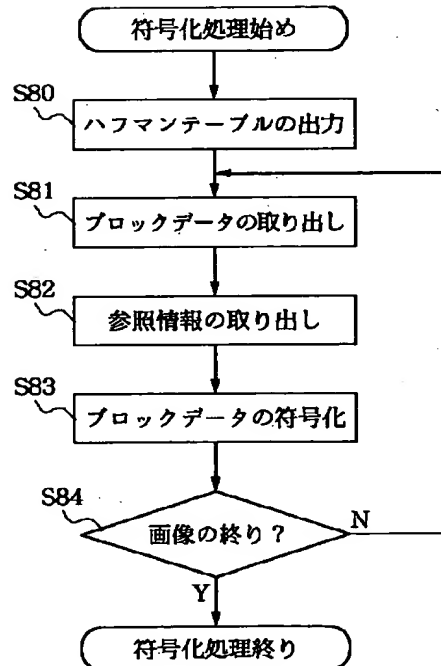 符号化処理始め
S80
ハフマンテーブルの出力
S81
ブロックデータの取り出し
S82
参照情報の取り出し
S83
ブロックデータの符号化
S84
画像の終り？
N
Y
符号化処理終り